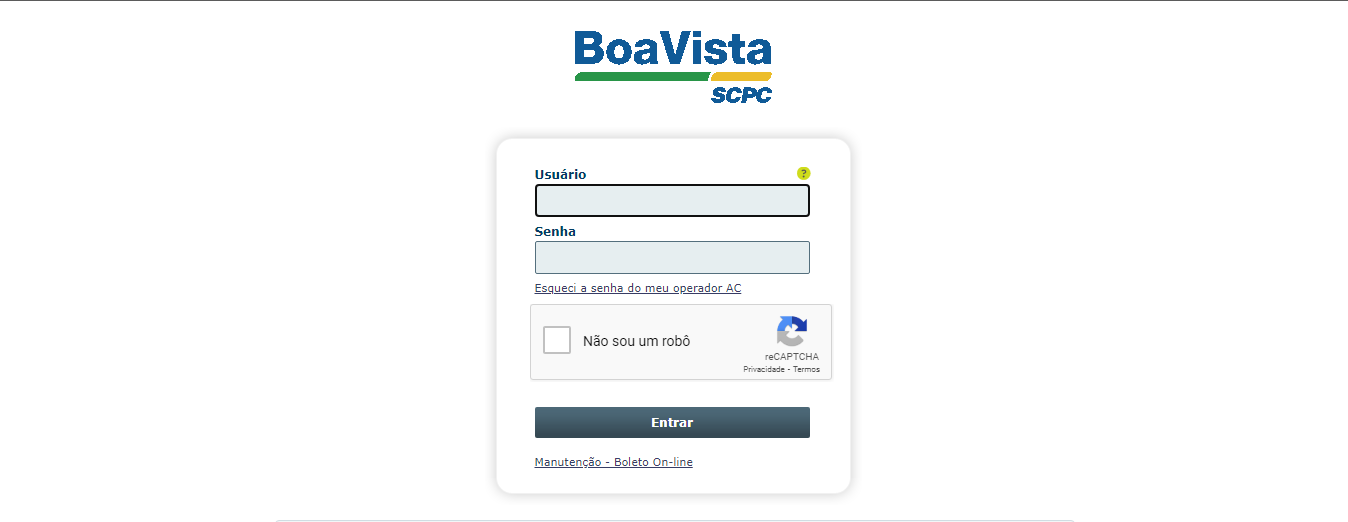 BoaVista
SCPC
Usuário ?
Senha
Esqueci a senha do meu operador AC
Não sou um robô
reCAPTCHA
Privacidade - Termos
Entrar
Manutenção - Boleto On-line